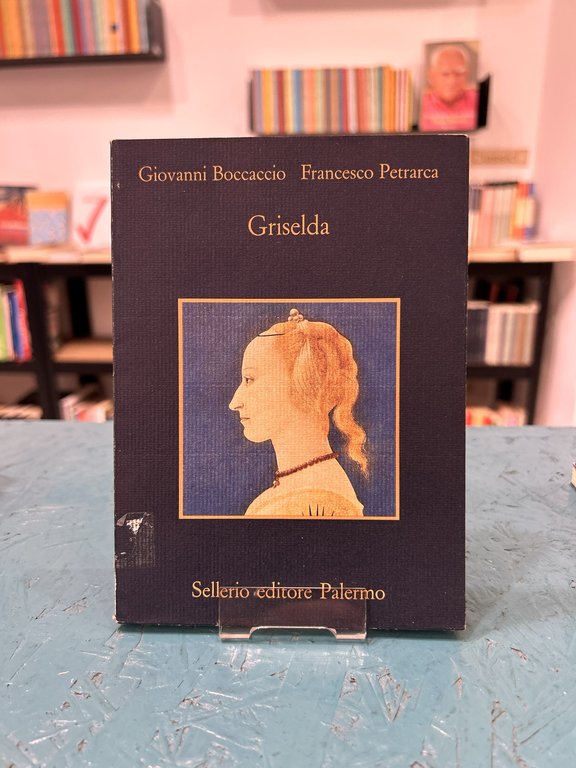 Giovanni Boccaccio Francesco Petrarca
Griselda
Sellerio editore Palermo